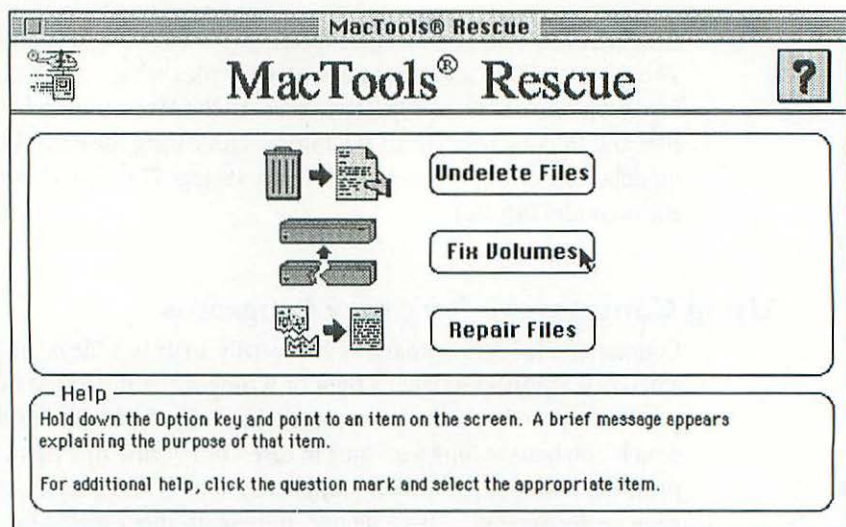 MacTools® Rescue
MacTools® Rescue
?
Undelete Files
Fix Volumes
Repair Files
Help
Hold down the Option key and point to an item on the screen. A brief message appears
explaining the purpose of that item.
For additional help, click the question mark and select the appropriate item.